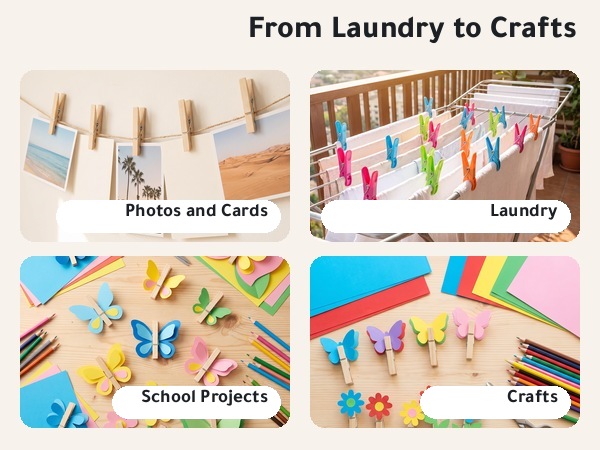 From Laundry to Crafts
Photos and Cards
Laundry
School Projects
Crafts